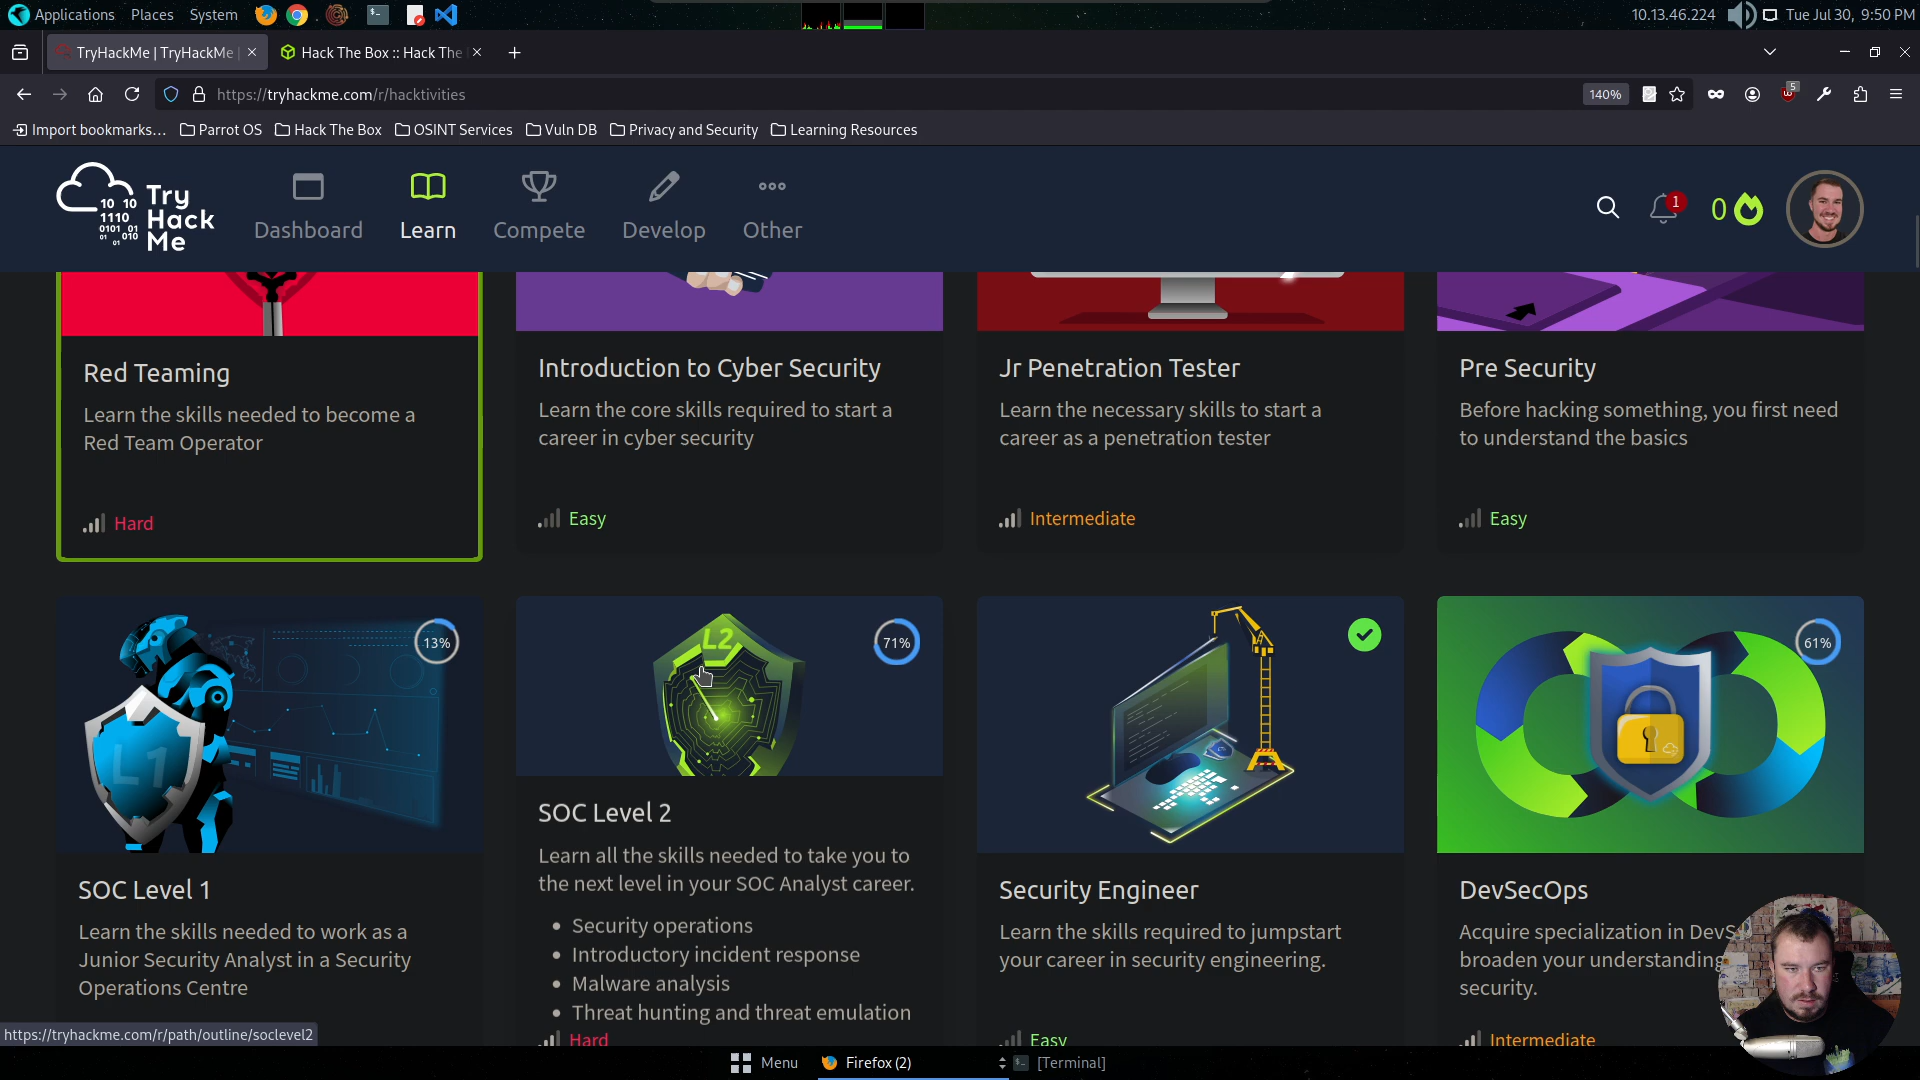 Applications Places System
10.13.46.224 Tue Jul 30, 9:50 PM
TryHackMe | TryHackMe
Hack The Box :: Hack The
https://tryhackme.com/r/hacktivities
140%
5
Import bookmarks... Parrot OS Hack The Box OSINT Services Vuln DB Privacy and Security Learning Resources
Try
Hack
Me
10 10
1110
0101 01
01 010
01
Dashboard Learn Compete Develop Other
1
0
Red Teaming
Learn the skills needed to become a
Red Team Operator
Hard
Introduction to Cyber Security
Learn the core skills required to start a
career in cyber security
Easy
Jr Penetration Tester
Learn the necessary skills to start a
career as a penetration tester
Intermediate
Pre Security
Before hacking something, you first need
to understand the basics
Easy
13%
L1
SOC Level 1
Learn the skills needed to work as a
Junior Security Analyst in a Security
Operations Centre
71%
L2
SOC Level 2
Learn all the skills needed to take you to
the next level in your SOC Analyst career.
Security operations
Introductory incident response
Malware analysis
Threat hunting and threat emulation
Hard
Security Engineer
Learn the skills required to jumpstart
your career in security engineering.
Easy
61%
DevSecOps
Acquire specialization in DevS
broaden your understanding
security.
Intermediate
https://tryhackme.com/r/path/outline/soclevel2
Menu Firefox (2) [Terminal]